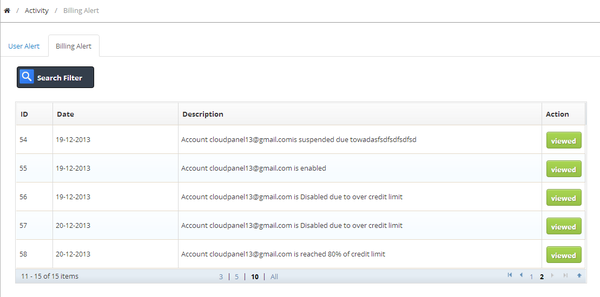 / Activity / Billing Alert
User Alert Billing Alert
Search Filter
ID Date Description Action
54 19-12-2013 Account cloudpanel13@gmail.comis suspended due towadasfsdfsdfsdfsd viewed
55 19-12-2013 Account cloudpanel13@gmail.com is enabled viewed
56 19-12-2013 Account cloudpanel13@gmail.com is Disabled due to over credit limit viewed
57 20-12-2013 Account cloudpanel13@gmail.com is Disabled due to over credit limit viewed
58 20-12-2013 Account cloudpanel13@gmail.com is reached 80% of credit limit viewed
11 - 15 of 15 items 3 | 5 | 10 | All 1 2